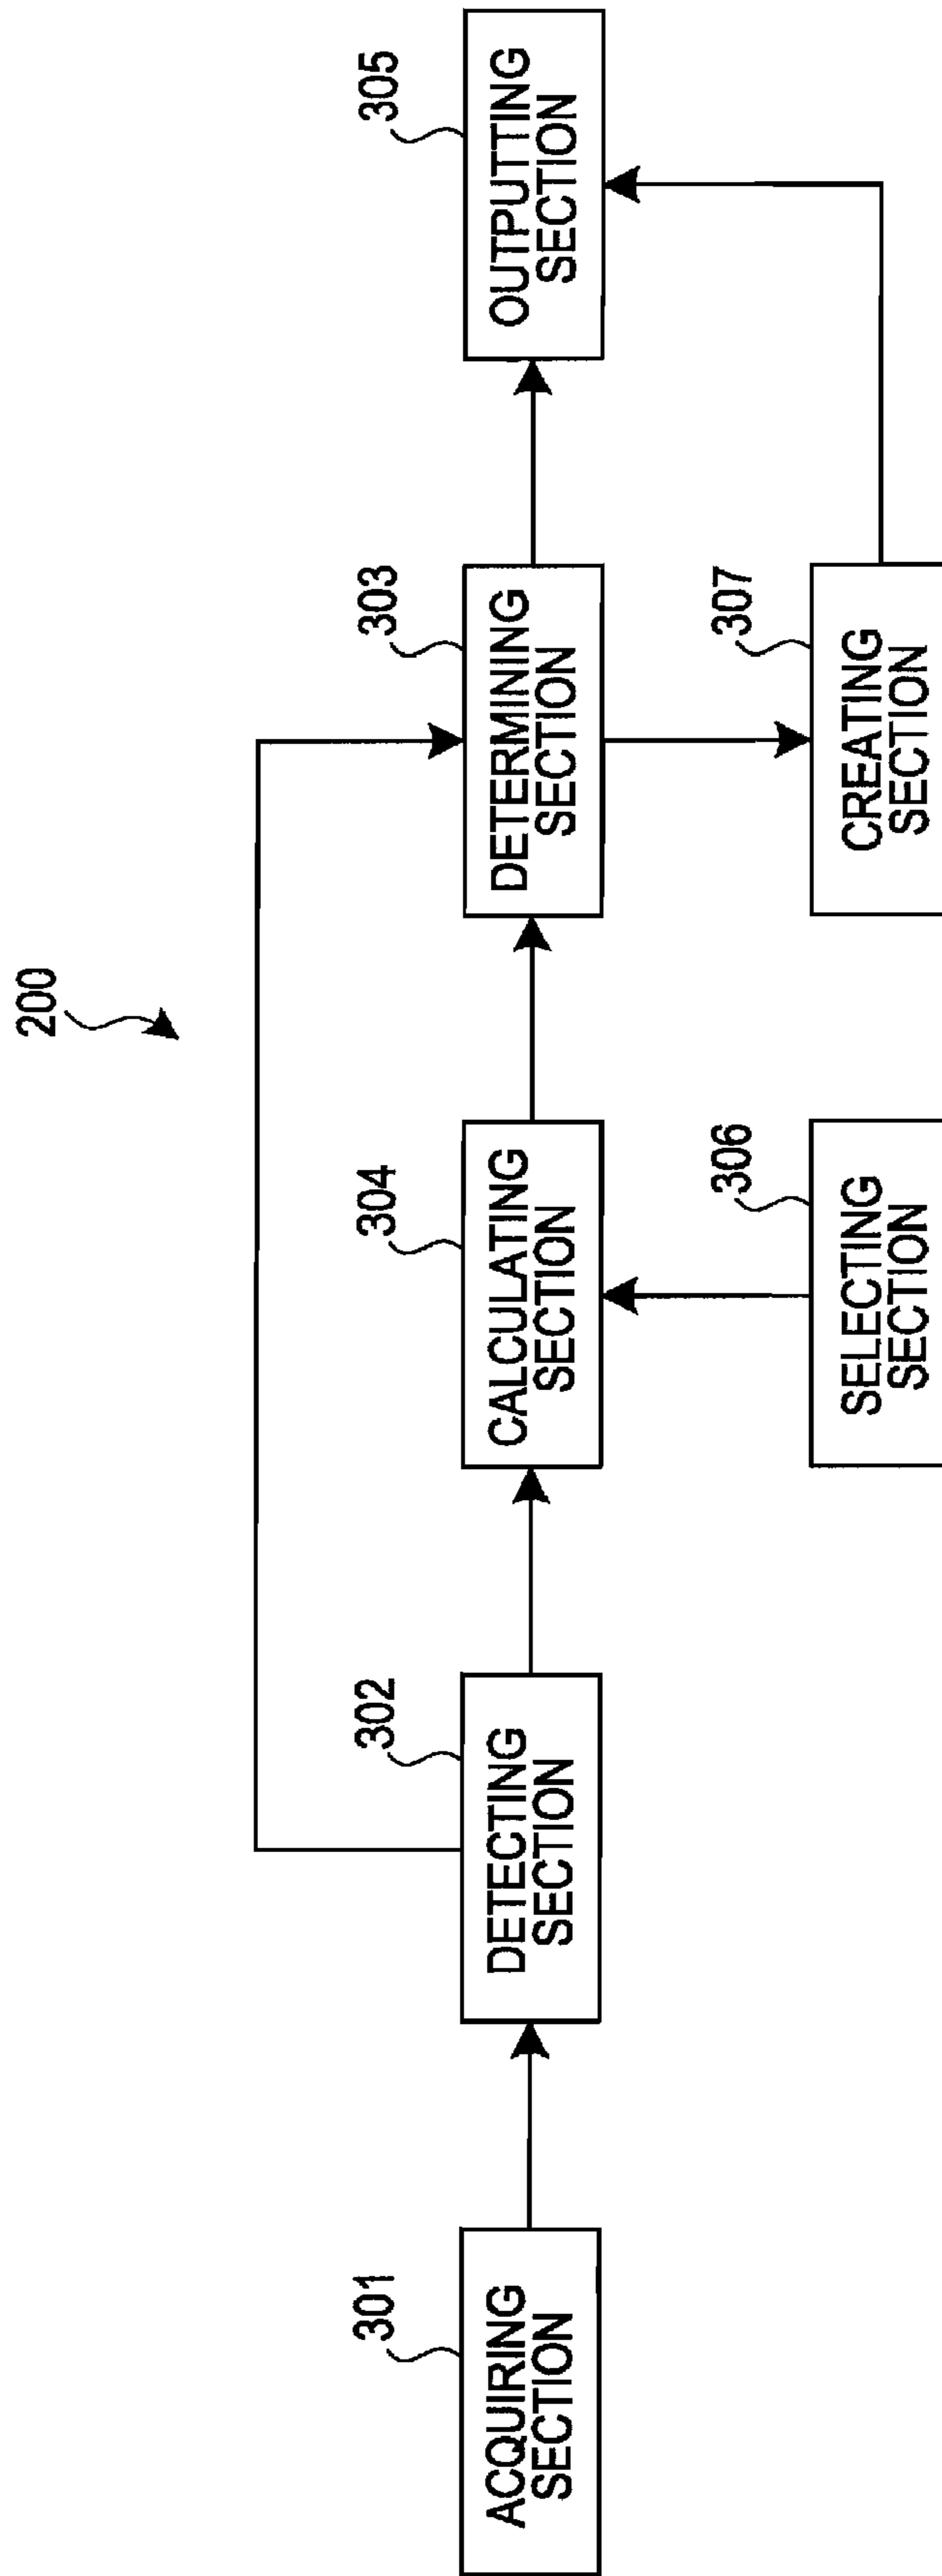 200
301
ACQUIRING
SECTION
302
DETECTING
SECTION
304
CALCULATING
SECTION
303
DETERMINING
SECTION
305
OUTPUTTING
SECTION
306
SELECTING
SECTION
307
CREATING
SECTION